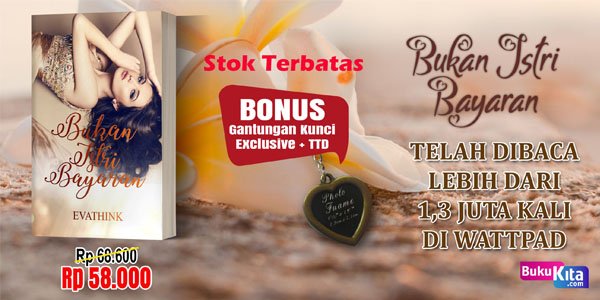 Bukan
Istri
Bayaran
EVATHINK
Rp 68.600
Rp 58.000
Stok Terbatas
BONUS
Gantungan Kunci
Exclusive + TTD
Photo
Frame
Bukan Istri
Bayaran
TELAH DIBACA
LEBIH DARI
1,3 JUTA KALI
DI WATTPAD
BukuKita
.com